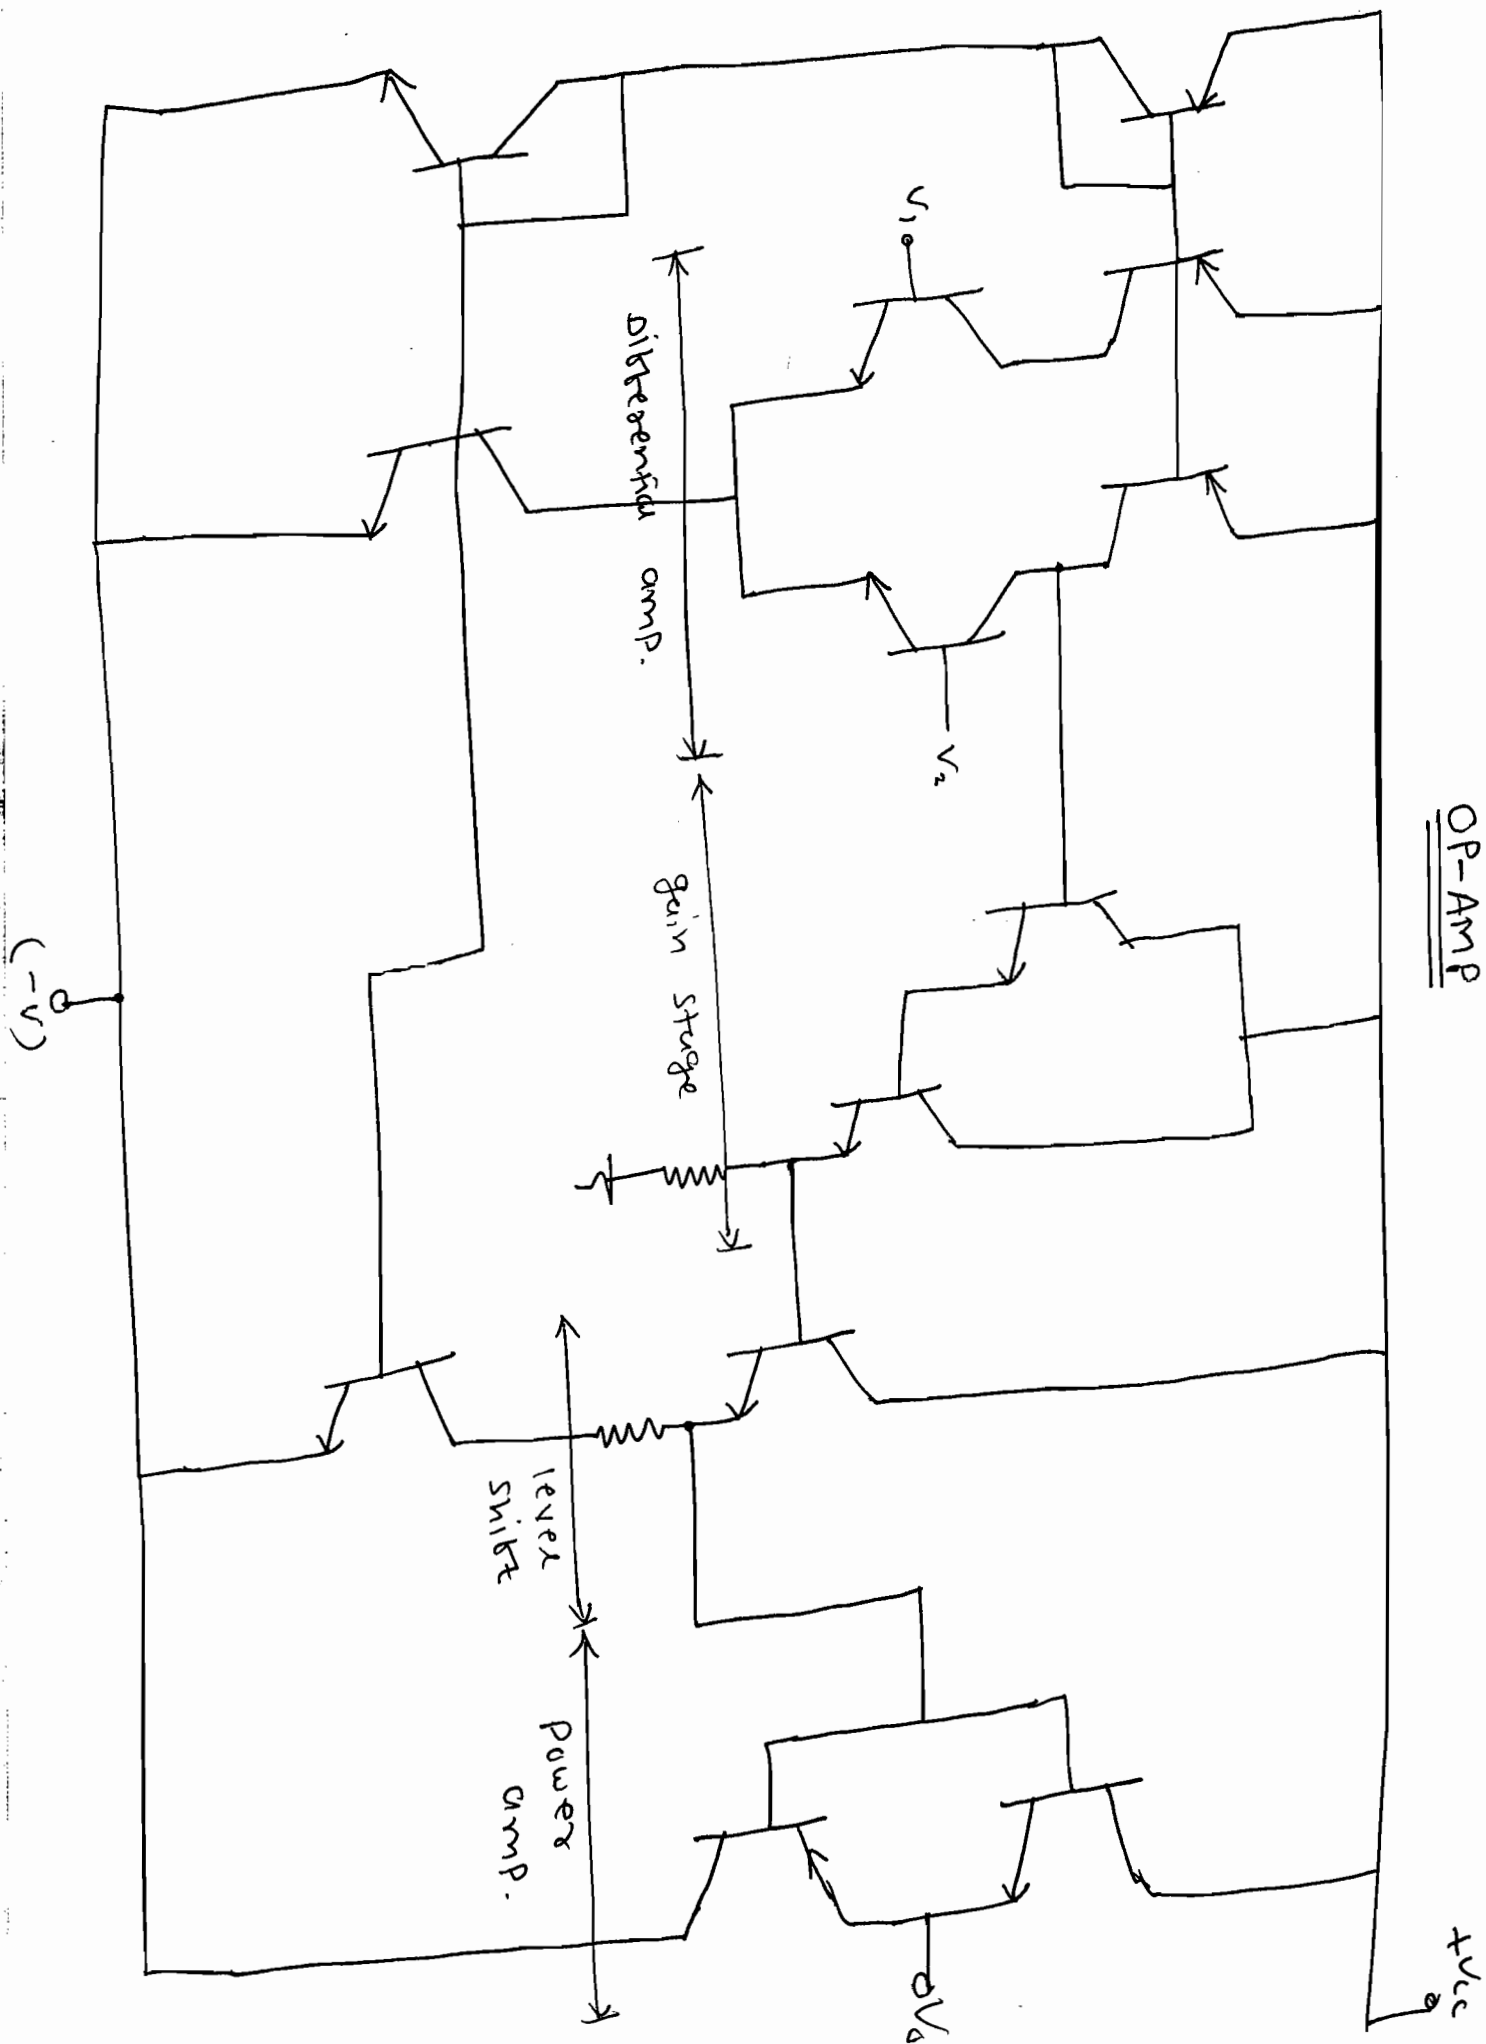 OP-AMP
+Vcc
V1
V2
Differential amp.
gain stage
level
shift
power
amp.
Vo
(-V)